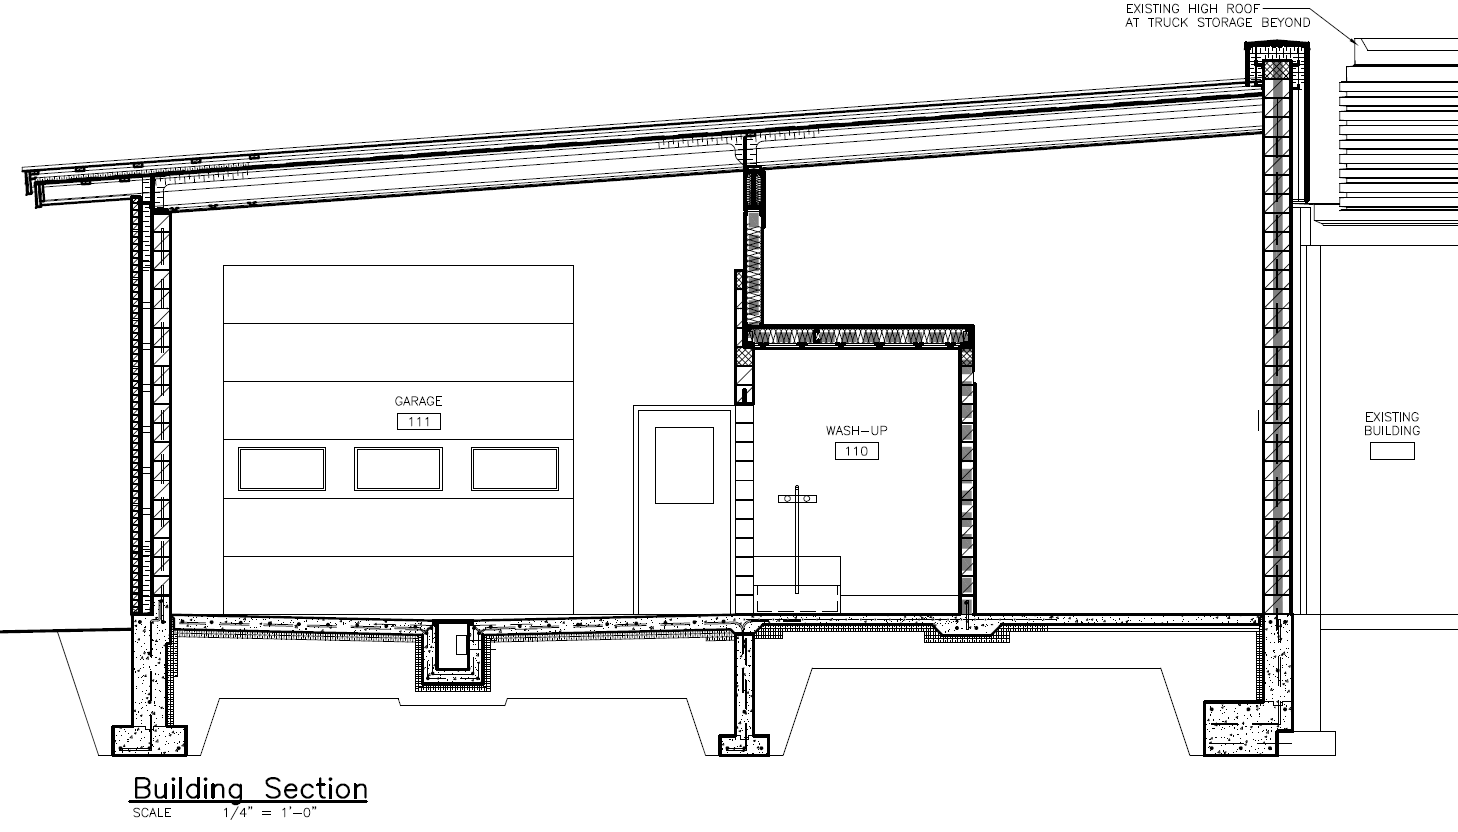 EXISTING HIGH ROOF
AT TRUCK STORAGE BEYOND
GARAGE
111
WASH-UP
110
EXISTING
BUILDING
Building Section
SCALE 1/4" = 1'-0"